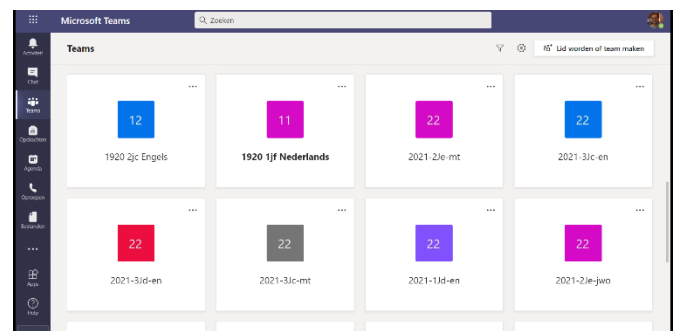 Microsoft Teams
Zoeken
Activiteit
Chat
Teams
Opdrachten
Agenda
Oproepen
Bestanden
...
Apps
Help
Teams
Lid worden of team maken
... ... ... ...
12 11 22 22
1920 2jc Engels 1920 1jf Nederlands 2021-2Je-mt 2021-3Jc-en
... ... ... ...
22 22 22 22
2021-3Jd-en 2021-3Jc-mt 2021-1Jd-en 2021-2Je-jwo